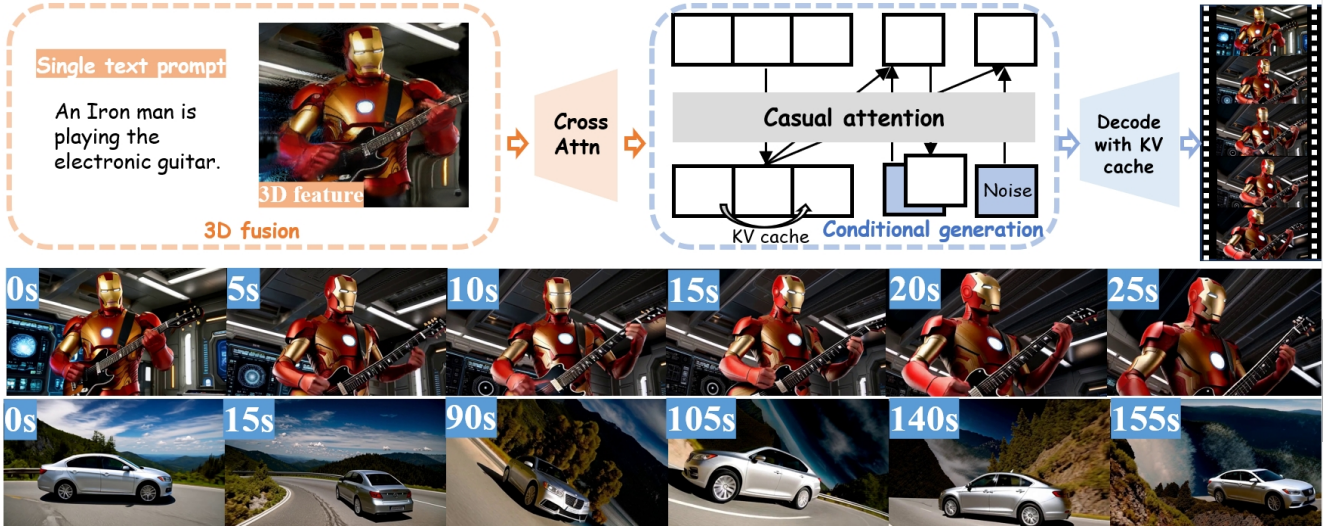 Single text prompt
An Iron man is
playing the
electronic guitar.
3D feature
3D fusion
Cross
Attn
Casual attention
Noise
KV cache
Conditional generation
Decode
with KV
cache
0s
5s
10s
15s
20s
25s
0s
15s
90s
105s
140s
155s